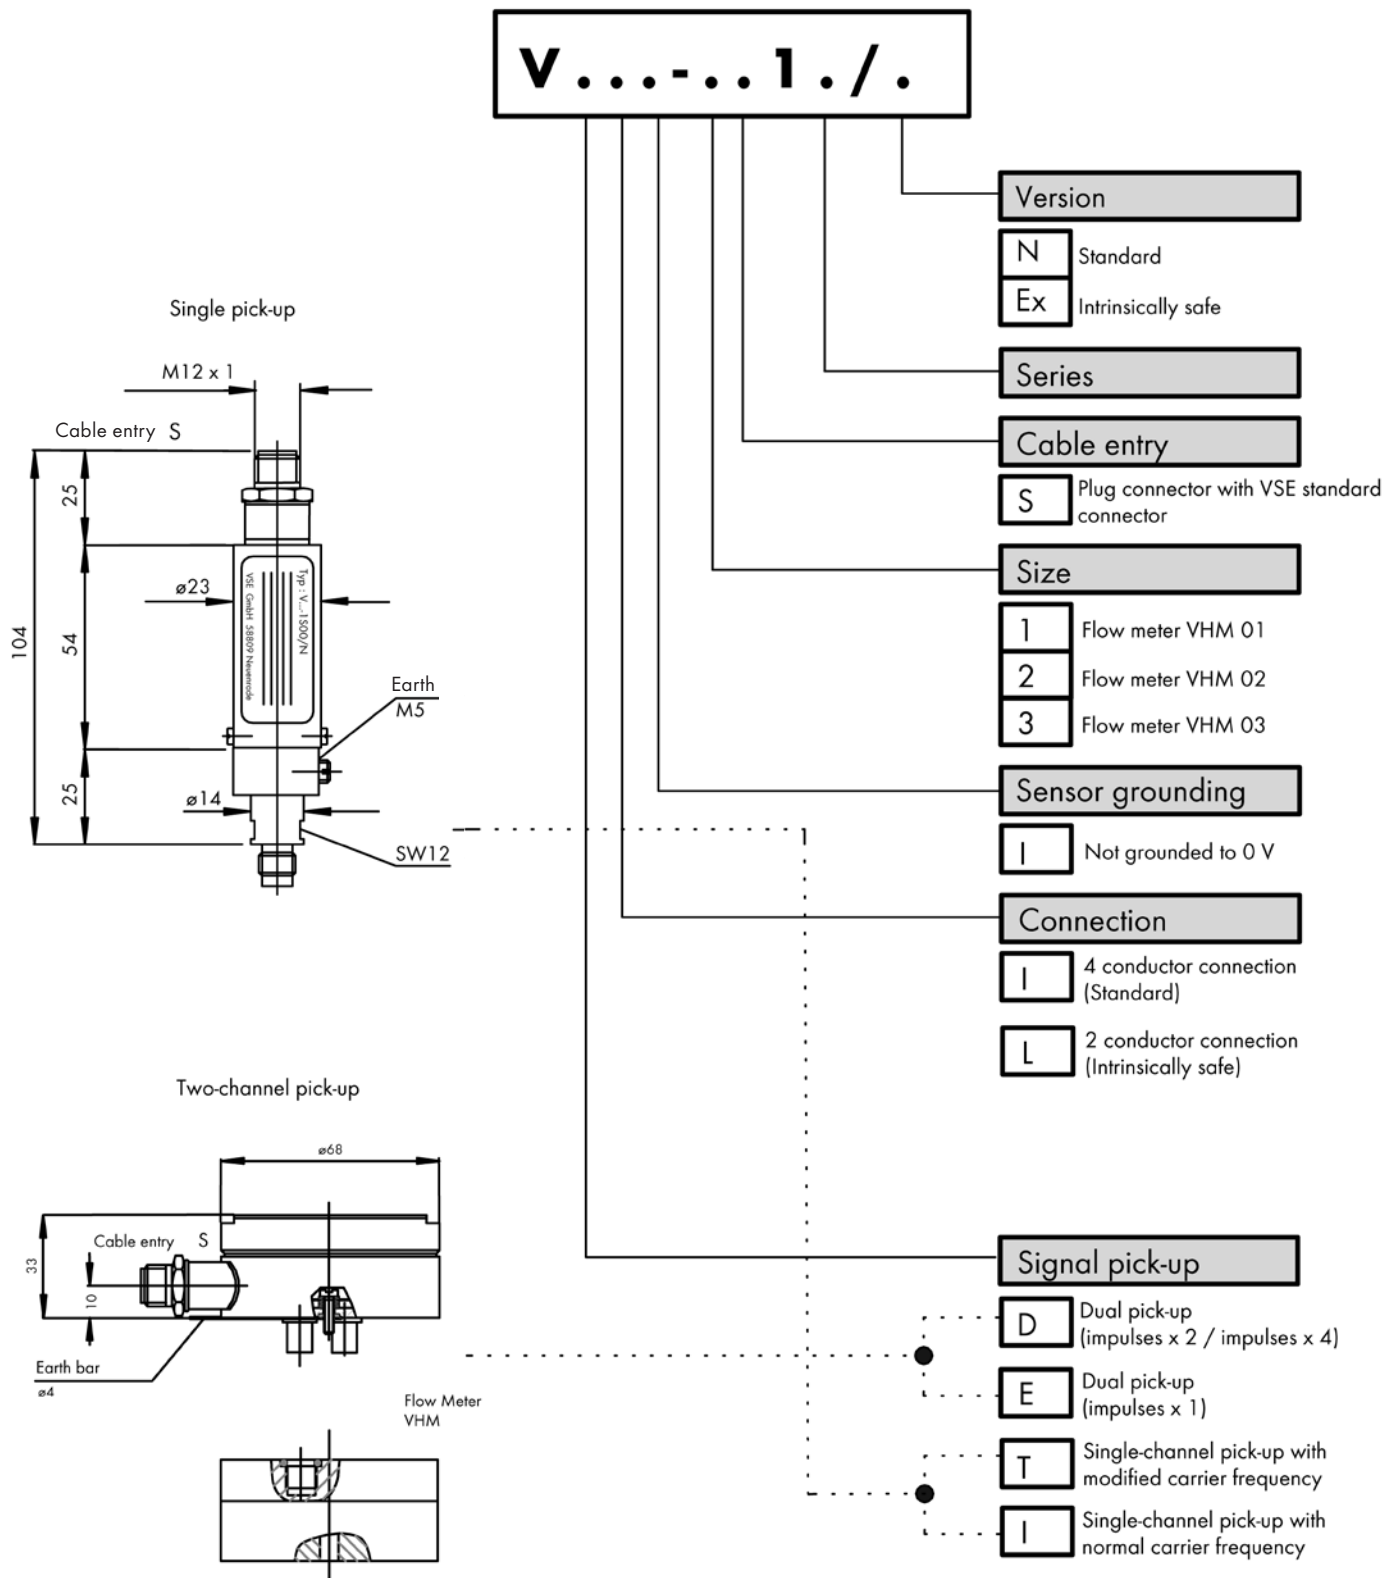 V...-..1./.
Version
N Standard
Ex Intrinsically safe
Series
Cable entry
S Plug connector with VSE standard
connector
Size
1 Flow meter VHM 01
2 Flow meter VHM 02
3 Flow meter VHM 03
Sensor grounding
I Not grounded to 0 V
Connection
I 4 conductor connection
(Standard)
L 2 conductor connection
(Intrinsically safe)
Signal pick-up
D Dual pick-up
(impulses x 2 / impulses x 4)
E Dual pick-up
(impulses x 1)
T Single-channel pick-up with
modified carrier frequency
I Single-channel pick-up with
normal carrier frequency
Single pick-up
M12 x 1
Cable entry S
25
ø23
104
54
Typ : V...-1S00/N
VSE GmbH 58809 Neuenrade
Earth
M5
25
ø14
SW12
Two-channel pick-up
ø68
33
Cable entry S
10
Earth bar
ø4
Flow Meter
VHM